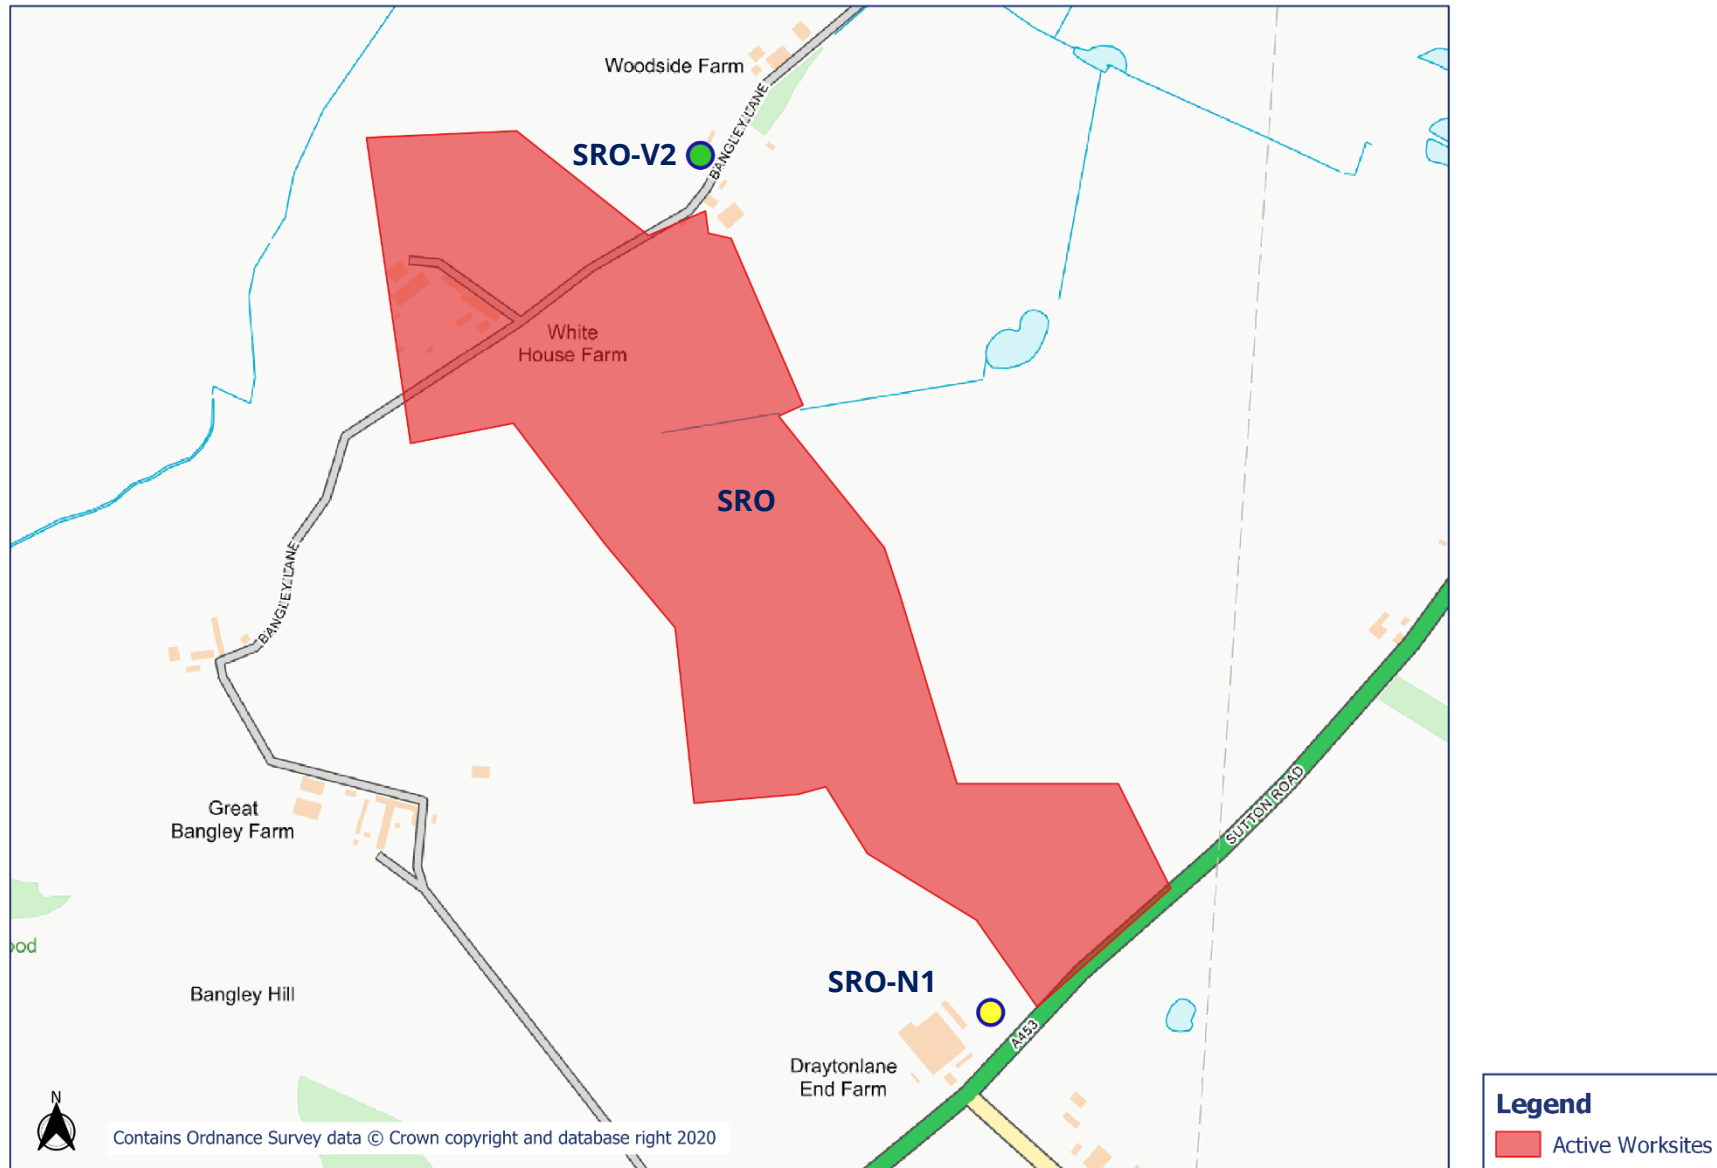 Woodside Farm
BANGLEY LANE
SRO-V2
White
House Farm
SRO
BANGLEY LANE
SUTTON ROAD
Great
Bangley Farm
ood
SRO-N1
Bangley Hill
A453
Draytonlane
End Farm
N
Contains Ordnance Survey data © Crown copyright and database right 2020
Legend
Active Worksites